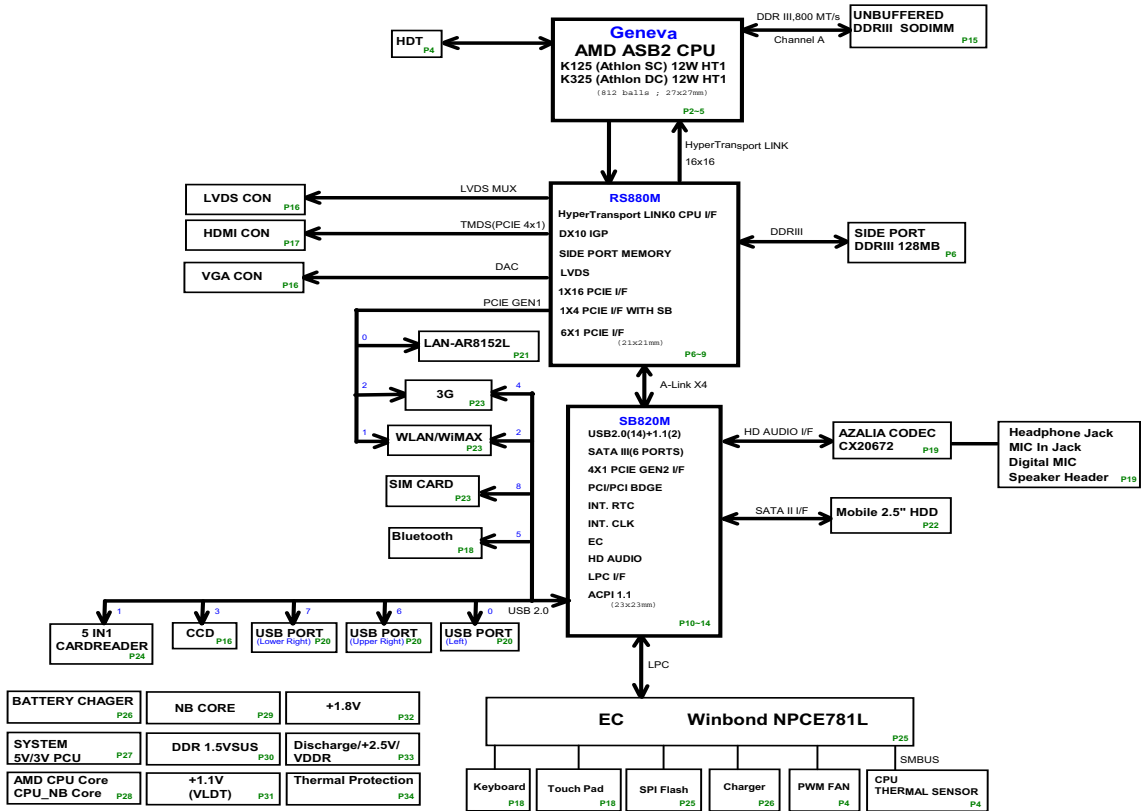 Geneva
AMD ASB2 CPU
K125 (Athlon SC) 12W HT1
K325 (Athlon DC) 12W HT1
(812 balls ; 27x27mm)
P2~5
HDT
P4
DDR III,800 MT/s
Channel A
UNBUFFERED
DDRIII SODIMM
P15
HyperTransport LINK
16x16
RS880M
HyperTransport LINK0 CPU I/F
DX10 IGP
SIDE PORT MEMORY
LVDS
1X16 PCIE I/F
1X4 PCIE I/F WITH SB
6X1 PCIE I/F
(21x21mm)
P6~9
LVDS MUX
LVDS CON
P16
TMDS(PCIE 4x1)
HDMI CON
P17
DAC
VGA CON
P16
DDRIII
SIDE PORT
DDRIII 128MB
P6
PCIE GEN1
0
LAN-AR8152L
P21
2
3G
P23
4
1
WLAN/WiMAX
P23
2
SIM CARD
P23
8
Bluetooth
P18
5
A-Link X4
SB820M
USB2.0(14)+1.1(2)
SATA III(6 PORTS)
4X1 PCIE GEN2 I/F
PCI/PCI BDGE
INT. RTC
INT. CLK
EC
HD AUDIO
LPC I/F
ACPI 1.1
(23x23mm)
P10~14
HD AUDIO I/F
AZALIA CODEC
CX20672
P19
Headphone Jack
MIC In Jack
Digital MIC
Speaker Header
P19
SATA II I/F
Mobile 2.5" HDD
P22
USB 2.0
1
5 IN1
CARDREADER
P24
3
CCD
P16
7
USB PORT
(Lower Right) P20
6
USB PORT
(Upper Right) P20
0
USB PORT
(Left) P20
LPC
EC Winbond NPCE781L
P25
SMBUS
Keyboard
P18
Touch Pad
P18
SPI Flash
P25
Charger
P26
PWM FAN
P4
CPU
THERMAL SENSOR
P4
BATTERY CHAGER
P26
NB CORE
P29
+1.8V
P32
SYSTEM
5V/3V PCU
P27
DDR 1.5VSUS
P30
Discharge/+2.5V/
VDDR
P33
AMD CPU Core
CPU_NB Core
P28
+1.1V
(VLDT)
P31
Thermal Protection
P34